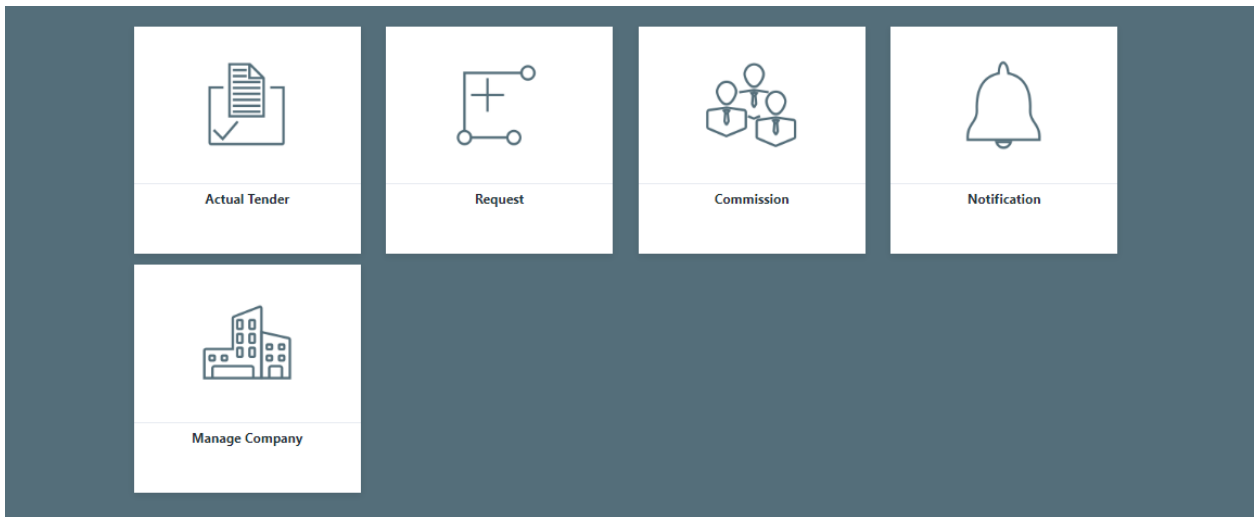 Actual Tender
Request
Commission
Notification
Manage Company